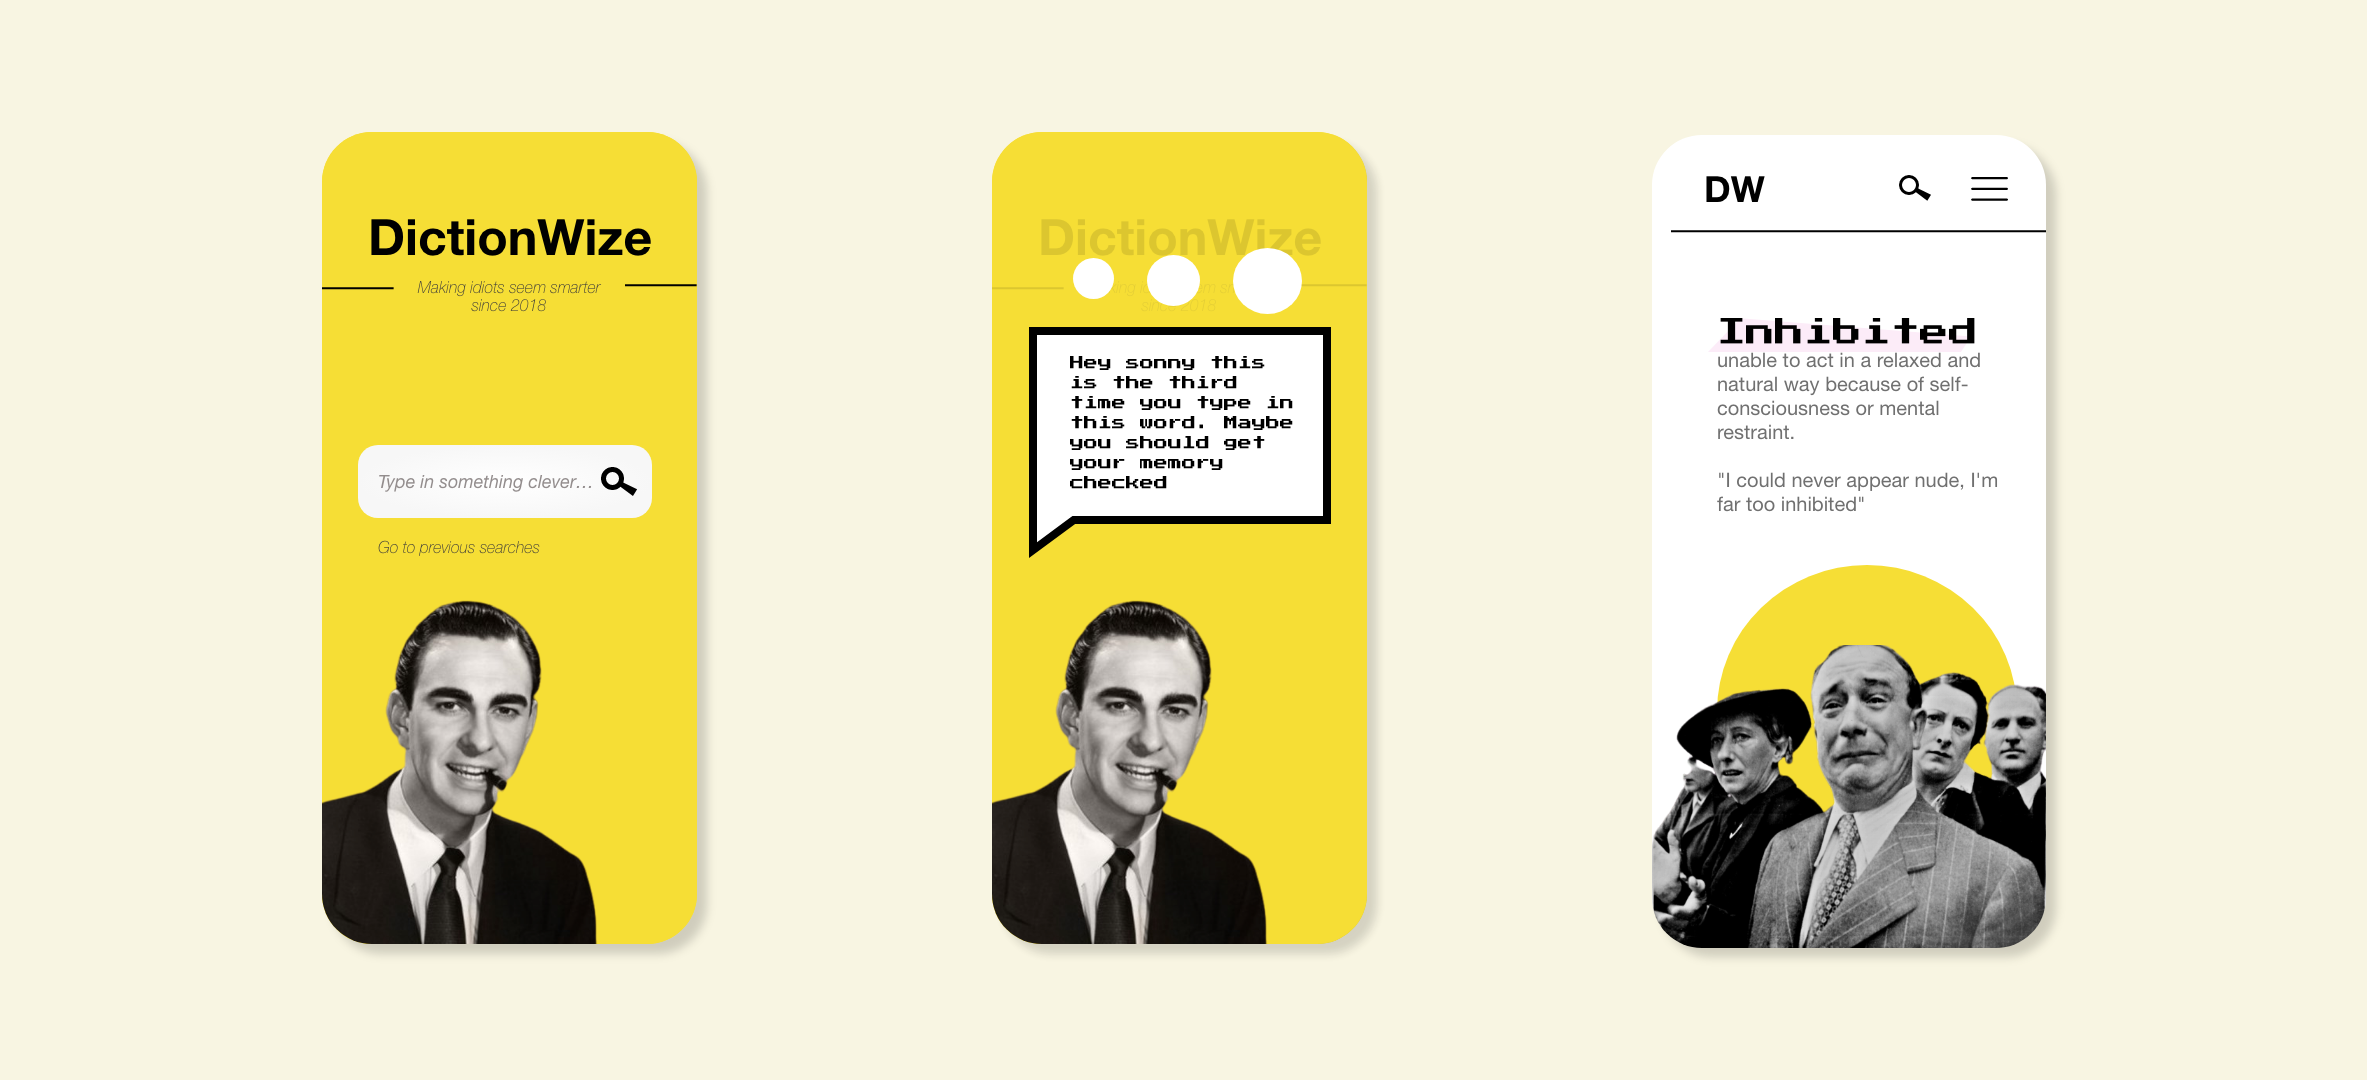 DictionWize
Making idiots seem smarter
since 2018
Type in something clever...
Go to previous searches
DictionWize
since 2018
Hey sonny this
is the third
time you type in
this word. Maybe
you should get
your memory
checked
DW
Inhibited
unable to act in a relaxed and
natural way because of self-
consciousness or mental
restraint.
"I could never appear nude, I'm
far too inhibited"